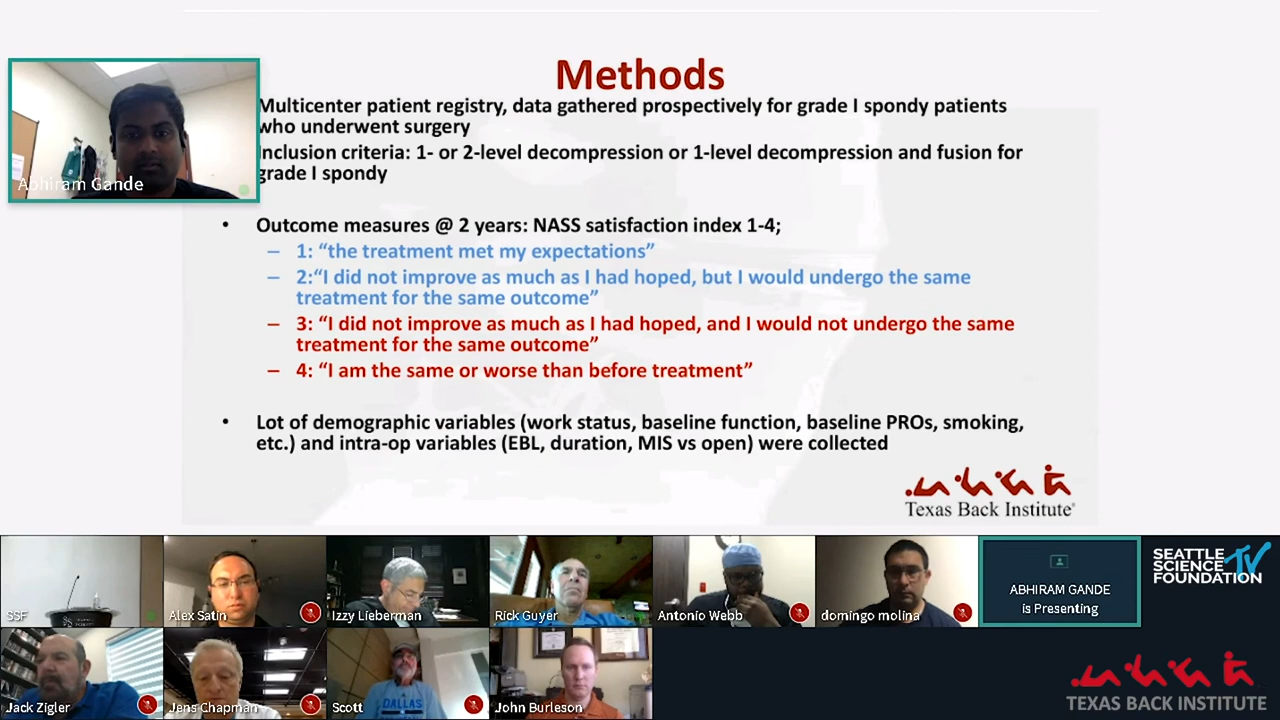 Methods
Multicenter patient registry, data gathered prospectively for grade I spondy patients
who underwent surgery
Inclusion criteria: 1- or 2-level decompression or 1-level decompression and fusion for
grade I spondy
Abhiram Gande
• Outcome measures @ 2 years: NASS satisfaction index 1-4;
– 1: “the treatment met my expectations”
– 2:“I did not improve as much as I had hoped, but I would undergo the same
treatment for the same outcome”
– 3: “I did not improve as much as I had hoped, and I would not undergo the same
treatment for the same outcome”
– 4: “I am the same or worse than before treatment”
• Lot of demographic variables (work status, baseline function, baseline PROs, smoking,
etc.) and intra-op variables (EBL, duration, MIS vs open) were collected
Texas Back Institute
SSF
Alex Satin
Izzy Lieberman
Rick Guyer
Antonio Webb
domingo molina
ABHIRAM GANDE
is Presenting
SEATTLE
SCIENCE TV
FOUNDATION
Jack Zigler
Jens Chapman
Scott
DALLAS
John Burleson
TEXAS BACK INSTITUTE